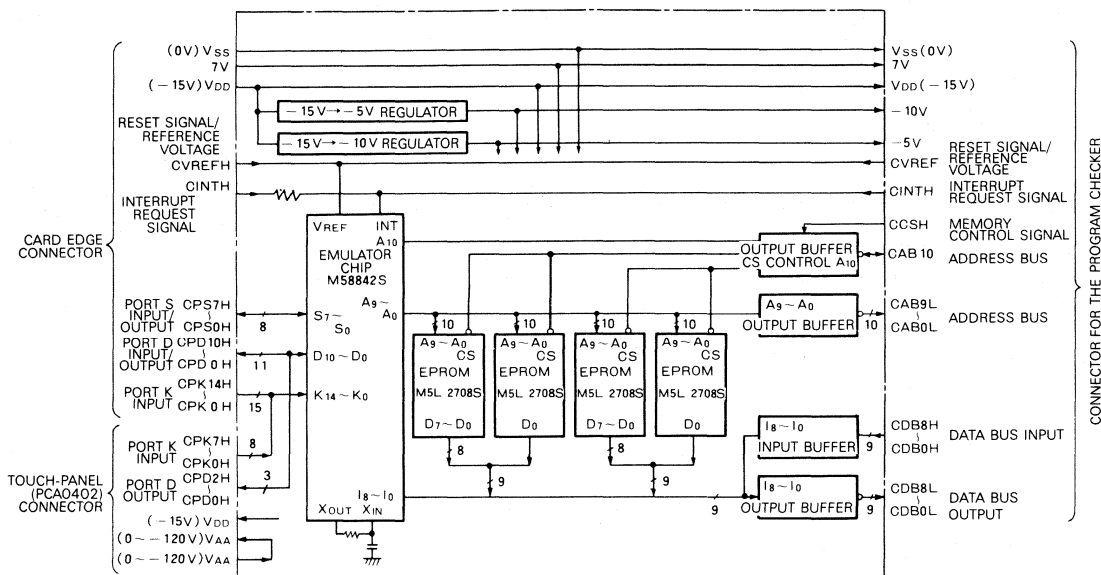 (0V) VSS
7V
(−15V) VDD
RESET SIGNAL/
REFERENCE
VOLTAGE
CVREFH
CINTH
INTERRUPT
REQUEST
SIGNAL
CARD EDGE
CONNECTOR
PORT S
INPUT/
OUTPUT
CPS7H
~
CPS0H
8
PORT D
INPUT/
OUTPUT
CPD10H
~
CPD0H
11
PORT K
INPUT
CPK14H
~
CPK0H
15
TOUCH-PANEL
(PCA0402)
CONNECTOR
PORT K
INPUT
CPK7H
~
CPK0H
8
PORT D
OUTPUT
CPD2H
~
CPD0H
3
(−15V) VDD
(0~−120V) VAA
(0~−120V) VAA
−15V→−5V REGULATOR
−15V→−10V REGULATOR
VREF INT
A10
EMULATOR
CHIP
M58842S
A9~
A0
S7~
S0
D10~D0
K14~K0
I8~I0
XOUT XIN
10
10
10
10
A9~A0
CS
EPROM
M5L 2708S
D7~D0
8
A9~A0
CS
EPROM
M5L 2708S
D0
9
A9~A0
CS
EPROM
M5L 2708S
D7~D0
8
A9~A0
CS
EPROM
M5L 2708S
D0
9
9
OUTPUT BUFFER
CS CONTROL A10
A9~A0
OUTPUT BUFFER
I8~I0
INPUT BUFFER
I8~I0
OUTPUT BUFFER
VSS (0V)
7V
VDD (−15V)
−10V
−5V
CVREF
RESET SIGNAL/
REFERENCE
VOLTAGE
CINTH
INTERRUPT
REQUEST SIGNAL
CCSH
MEMORY
CONTROL SIGNAL
CAB10
ADDRESS BUS
CAB9L
~
CAB0L
10
ADDRESS BUS
CDB8H
~
CDB0H
9
DATA BUS INPUT
CDB8L
~
CDB0L
9
DATA BUS
OUTPUT
CONNECTOR FOR THE PROGRAM CHECKER